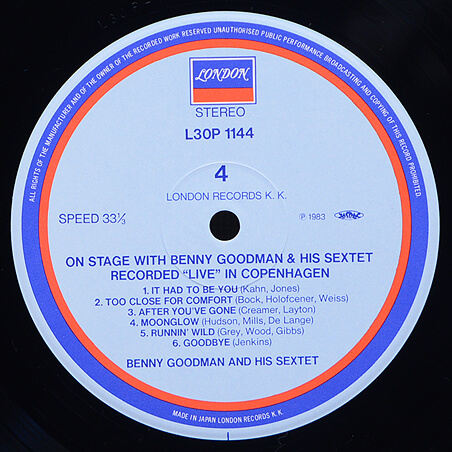 ALL RIGHTS OF THE MANUFACTURER AND OF THE OWNER OF THE RECORDED WORK RESERVED UNAUTHORISED PUBLIC PERFORMANCE BROADCASTING AND COPYING OF THIS RECORD PROHIBITED
LONDON
STEREO
L30P 1144
4
LONDON RECORDS K. K.
SPEED 33⅓
℗ 1983
ON STAGE WITH BENNY GOODMAN & HIS SEXTET
RECORDED "LIVE" IN COPENHAGEN
1. IT HAD TO BE YOU (Kahn, Jones)
2. TOO CLOSE FOR COMFORT (Bock, Holofcener, Weiss)
3. AFTER YOU'VE GONE (Creamer, Layton)
4. MOONGLOW (Hudson, Mills, De Lange)
5. RUNNIN' WILD (Grey, Wood, Gibbs)
6. GOODBYE (Jenkins)
BENNY GOODMAN AND HIS SEXTET
MADE IN JAPAN LONDON RECORDS K. K.